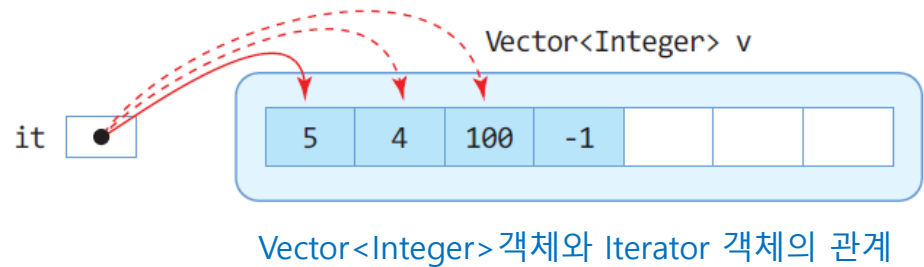 Vector<Integer> v
it
5 4 100 -1
Vector<Integer>객체와 Iterator 객체의 관계